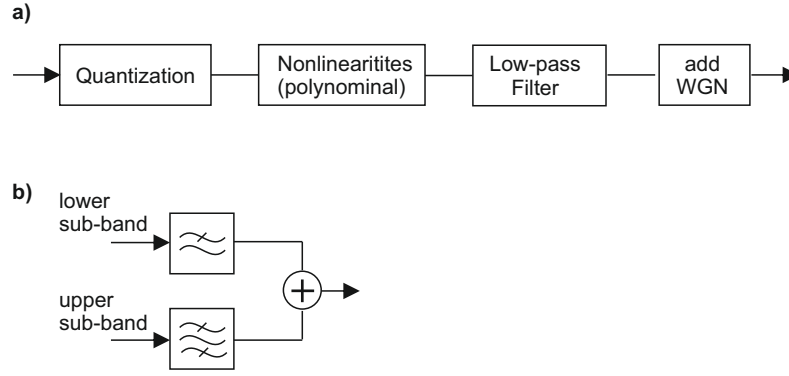 a)
Quantization
Nonlinearitites
(polynominal)
Low-pass
Filter
add
WGN
b)
lower
sub-band
upper
sub-band